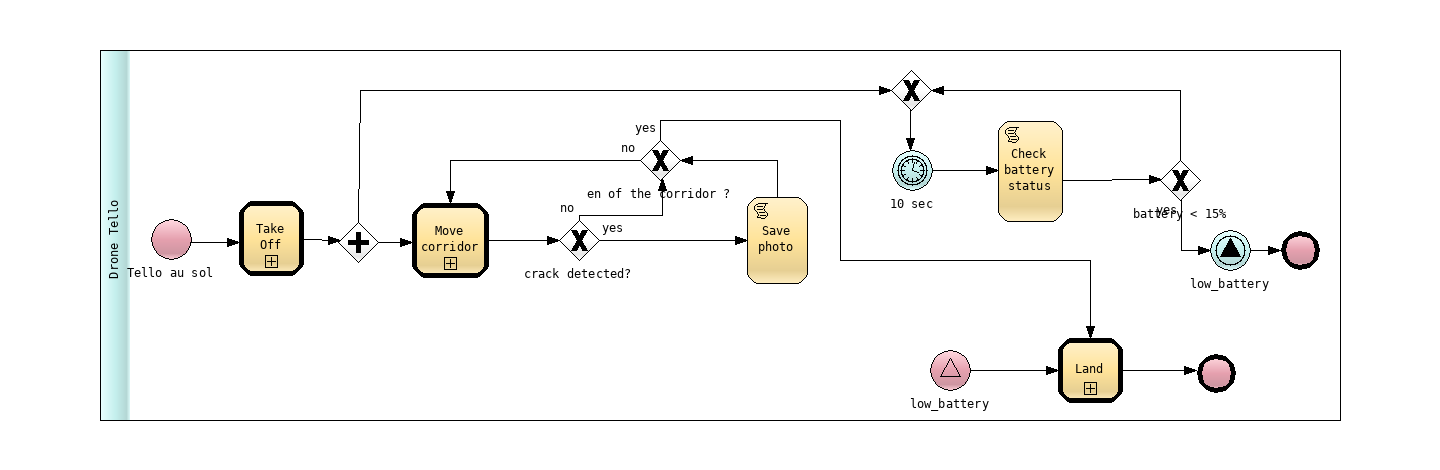 Drone Tello
Tello au sol
Take
Off
Move
corridor
no
yes
crack detected?
yes
no
en of the corridor ?
Save
photo
10 sec
Check
battery
status
yes
battery < 15%
low_battery
low_battery
Land